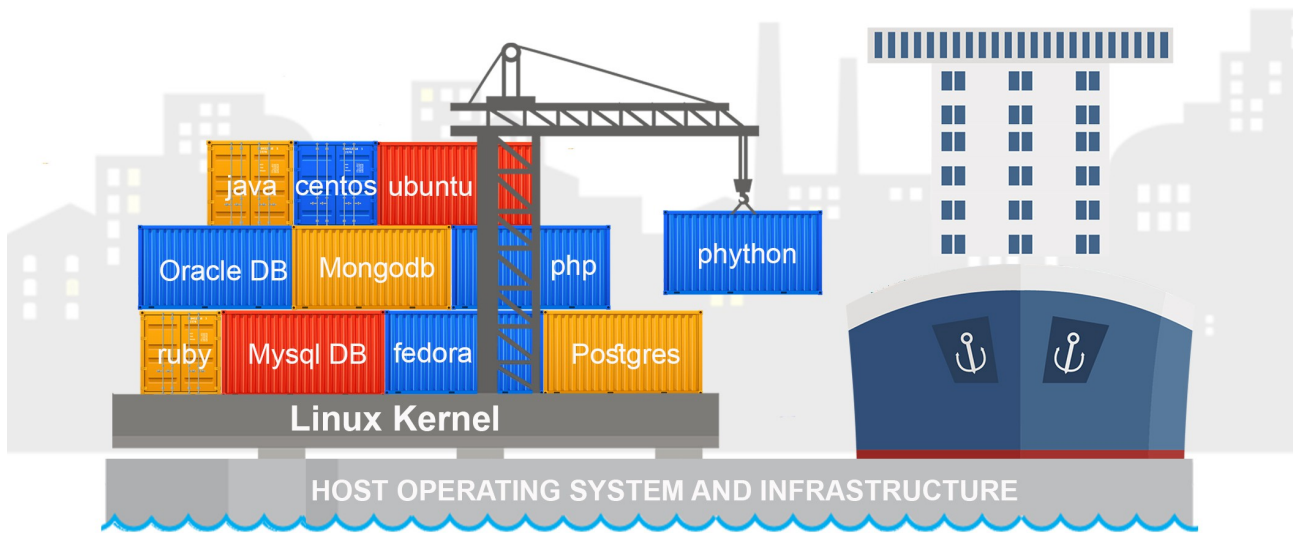 java centos ubuntu
Oracle DB Mongodb php
phython
ruby Mysql DB fedora Postgres
Linux Kernel
HOST OPERATING SYSTEM AND INFRASTRUCTURE